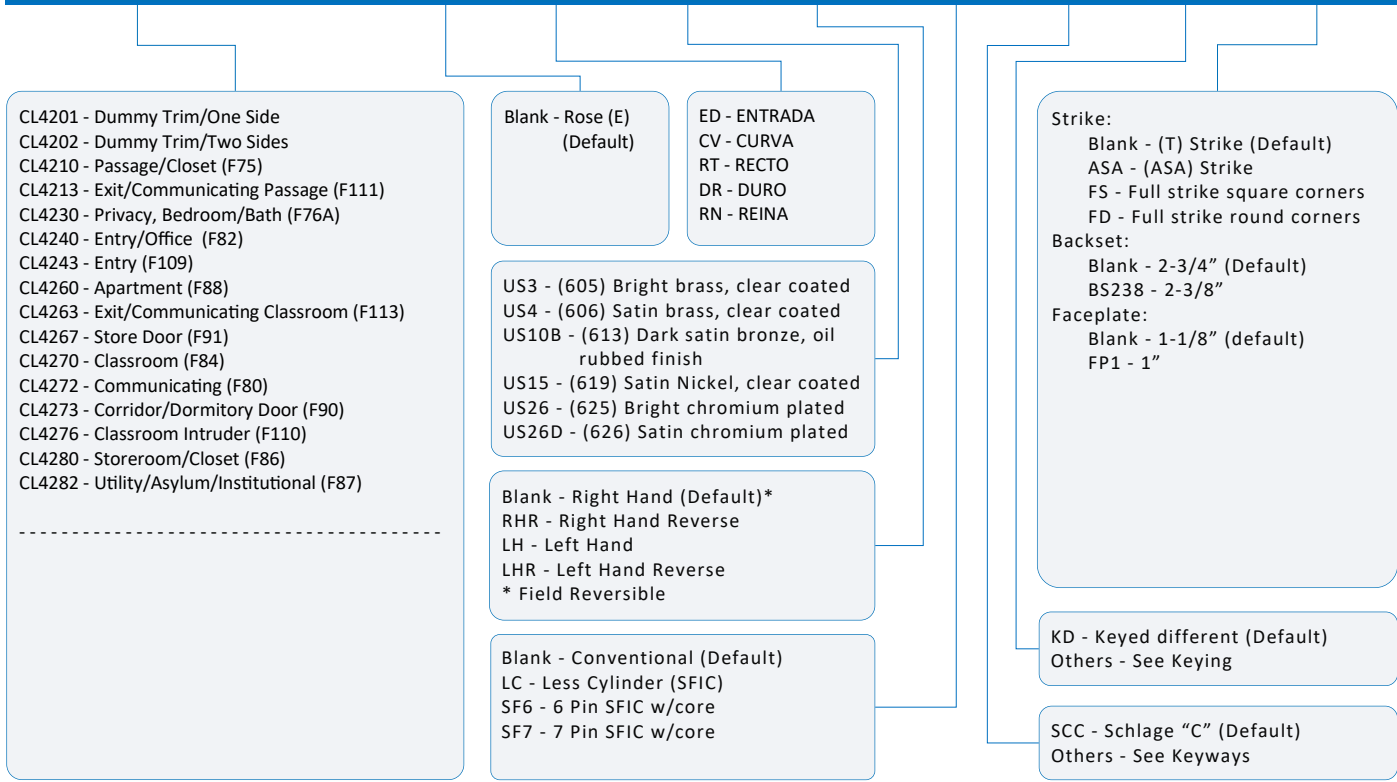 CL4201 - Dummy Trim/One Side
CL4202 - Dummy Trim/Two Sides
CL4210 - Passage/Closet (F75)
CL4213 - Exit/Communicating Passage (F111)
CL4230 - Privacy, Bedroom/Bath (F76A)
CL4240 - Entry/Office (F82)
CL4243 - Entry (F109)
CL4260 - Apartment (F88)
CL4263 - Exit/Communicating Classroom (F113)
CL4267 - Store Door (F91)
CL4270 - Classroom (F84)
CL4272 - Communicating (F80)
CL4273 - Corridor/Dormitory Door (F90)
CL4276 - Classroom Intruder (F110)
CL4280 - Storeroom/Closet (F86)
CL4282 - Utility/Asylum/Institutional (F87)
- - - - - - - - - - - - - - - - - - - - - - - - - - - - - - - - - - - - - - - -
Blank - Rose (E)
(Default)
ED - ENTRADA
CV - CURVA
RT - RECTO
DR - DURO
RN - REINA
US3 - (605) Bright brass, clear coated
US4 - (606) Satin brass, clear coated
US10B - (613) Dark satin bronze, oil
rubbed finish
US15 - (619) Satin Nickel, clear coated
US26 - (625) Bright chromium plated
US26D - (626) Satin chromium plated
Blank - Right Hand (Default)*
RHR - Right Hand Reverse
LH - Left Hand
LHR - Left Hand Reverse
* Field Reversible
Blank - Conventional (Default)
LC - Less Cylinder (SFIC)
SF6 - 6 Pin SFIC w/core
SF7 - 7 Pin SFIC w/core
Strike:
Blank - (T) Strike (Default)
ASA - (ASA) Strike
FS - Full strike square corners
FD - Full strike round corners
Backset:
Blank - 2-3/4” (Default)
BS238 - 2-3/8”
Faceplate:
Blank - 1-1/8” (default)
FP1 - 1”
KD - Keyed different (Default)
Others - See Keying
SCC - Schlage “C” (Default)
Others - See Keyways